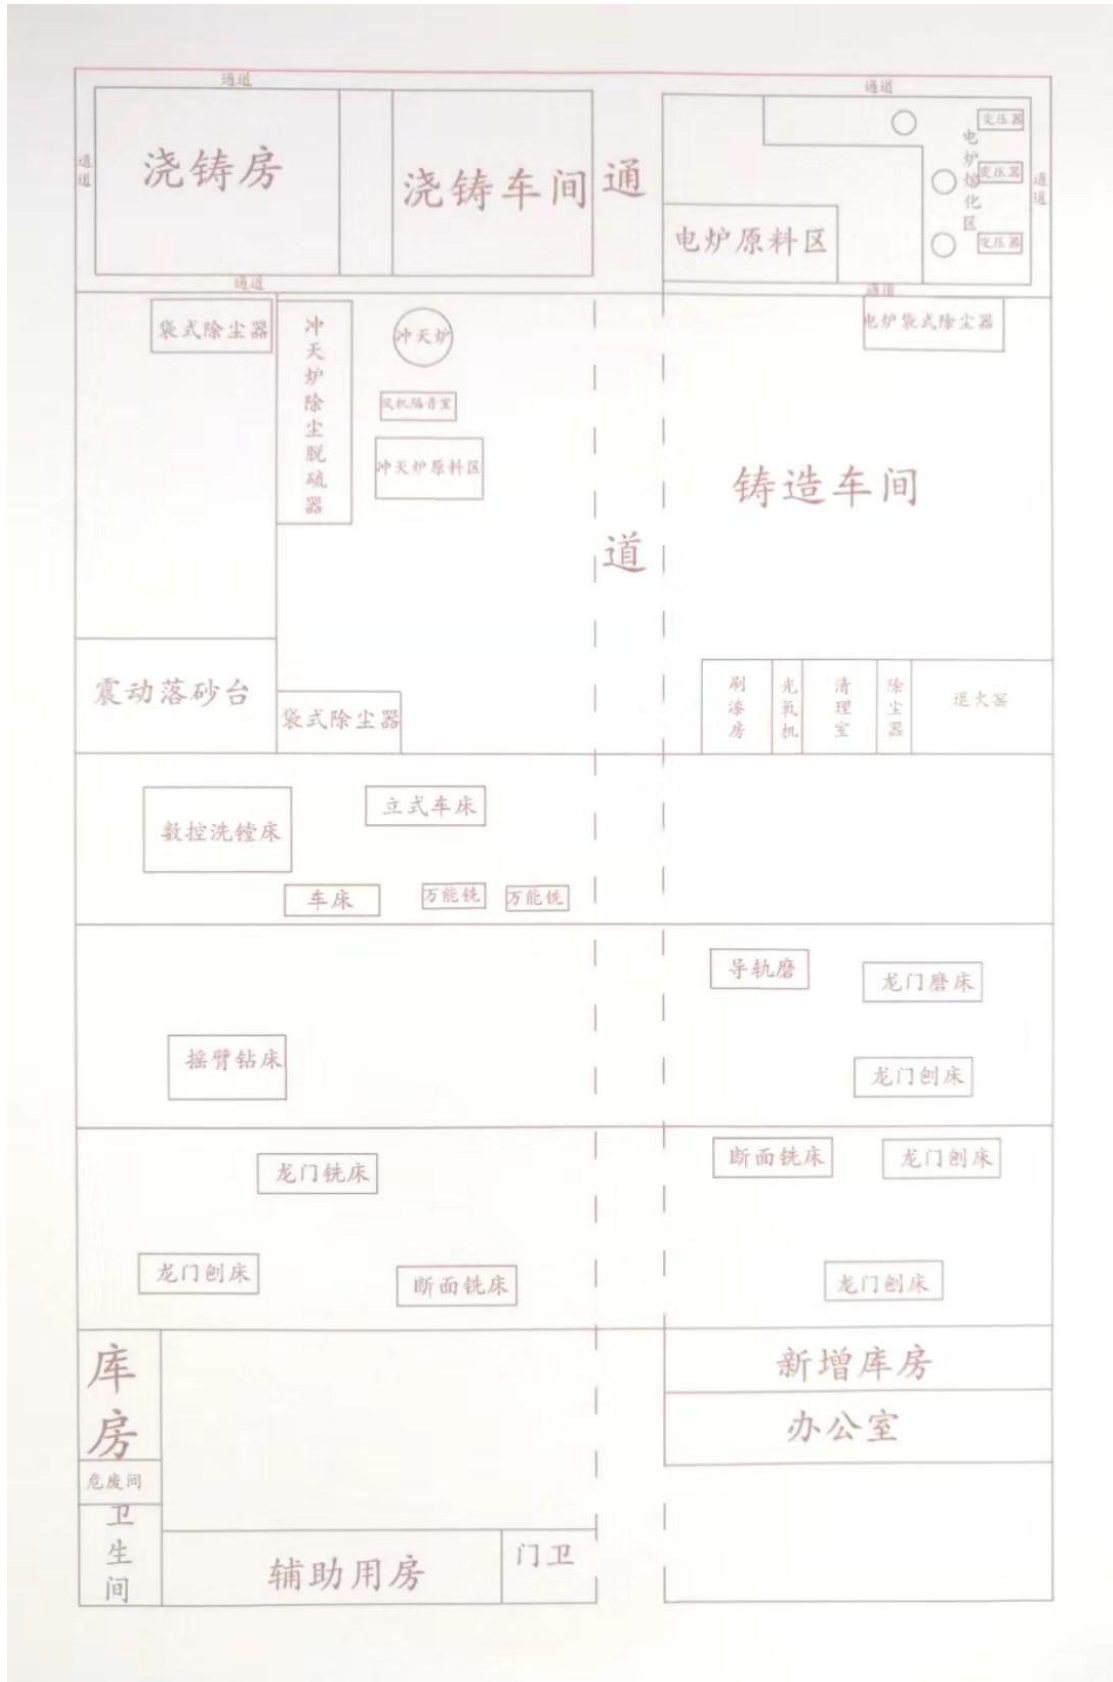 通道
通道
浇铸房
浇铸车间
通道
通道
通道
电炉熔化区
变压器
变压器
变压器
电炉原料区
通道
通道
通道
袋式除尘器
冲天炉除尘脱硫器
冲天炉
风机隔音室
冲天炉原料区
电炉袋式除尘器
铸造车间
震动落砂台
袋式除尘器
刷漆房
光氧机
清理室
除尘器
退火窑
数控洗镗床
立式车床
车床
万能铣
万能铣
导轨磨
龙门磨床
摇臂钻床
龙门刨床
龙门铣床
断面铣床
龙门刨床
龙门刨床
断面铣床
龙门刨床
库房
新增库房
办公室
危废间
卫生间
辅助用房
门卫